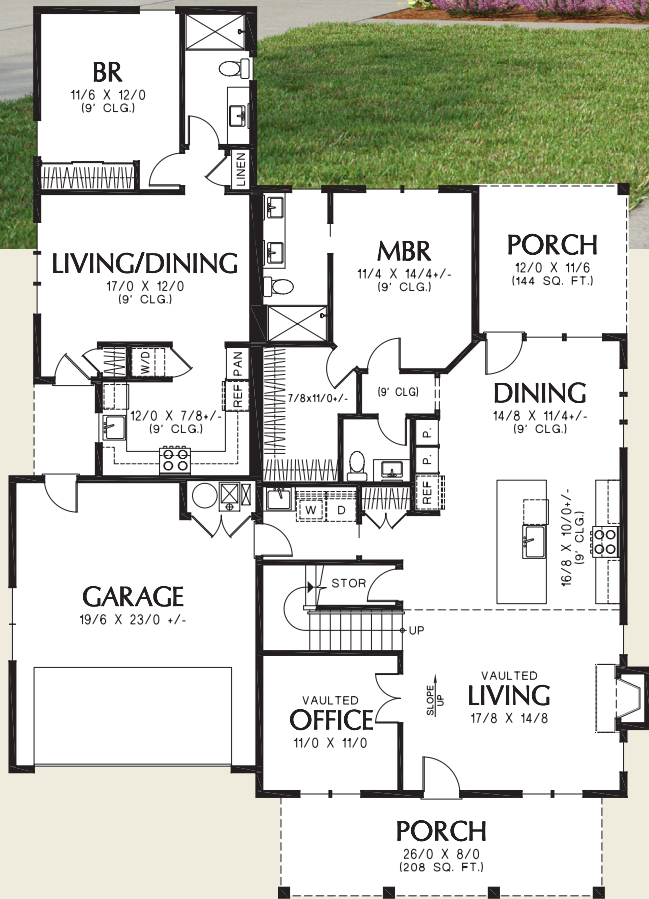 BR
11/6 X 12/0
(9' CLG.)
LINEN
LIVING/DINING
17/0 X 12/0
(9' CLG.)
MBR
11/4 X 14/4+/-
(9' CLG.)
PORCH
12/0 X 11/6
(144 SQ. FT.)
W/D
PAN
REF
12/0 X 7/8+/-
(9' CLG.)
7/8x11/0+/-
(9' CLG)
DINING
14/8 X 11/4+/-
(9' CLG.)
P.
P.
REF
W
D
16/8 X 10/0+/-
(9' CLG.)
GARAGE
19/6 X 23/0 +/-
STOR
UP
VAULTED
OFFICE
11/0 X 11/0
SLOPE
UP
VAULTED
LIVING
17/8 X 14/8
PORCH
26/0 X 8/0
(208 SQ. FT.)